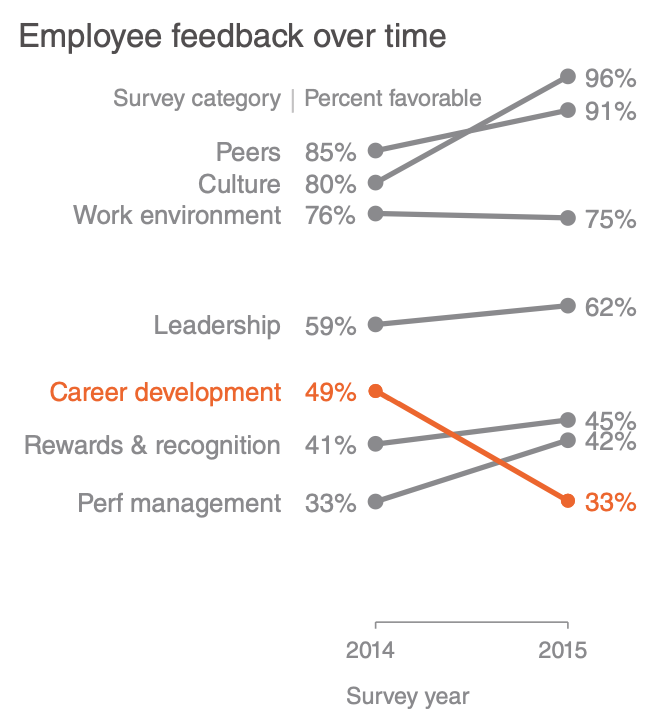 Employee feedback over time
Survey category | Percent favorable
96%
91%
Peers 85%
Culture 80%
Work environment 76%
75%
Leadership 59%
62%
Career development 49%
45%
Rewards & recognition 41%
42%
Perf management 33%
33%
2014 2015
Survey year